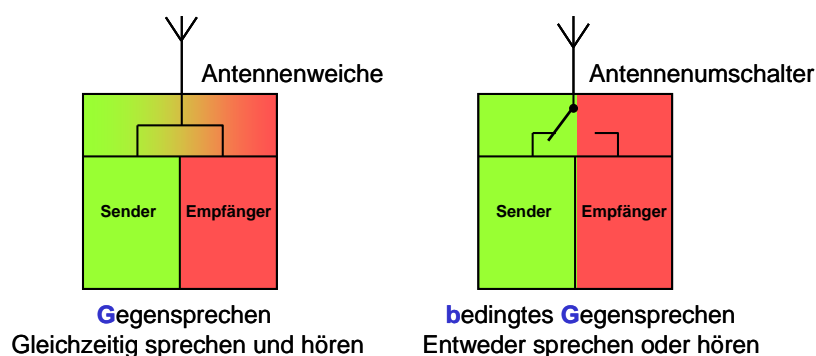 Antennenweiche
Sender
Empfänger
Gegensprechen
Gleichzeitig sprechen und hören
Antennenumschalter
Sender
Empfänger
bedingtes Gegensprechen
Entweder sprechen oder hören